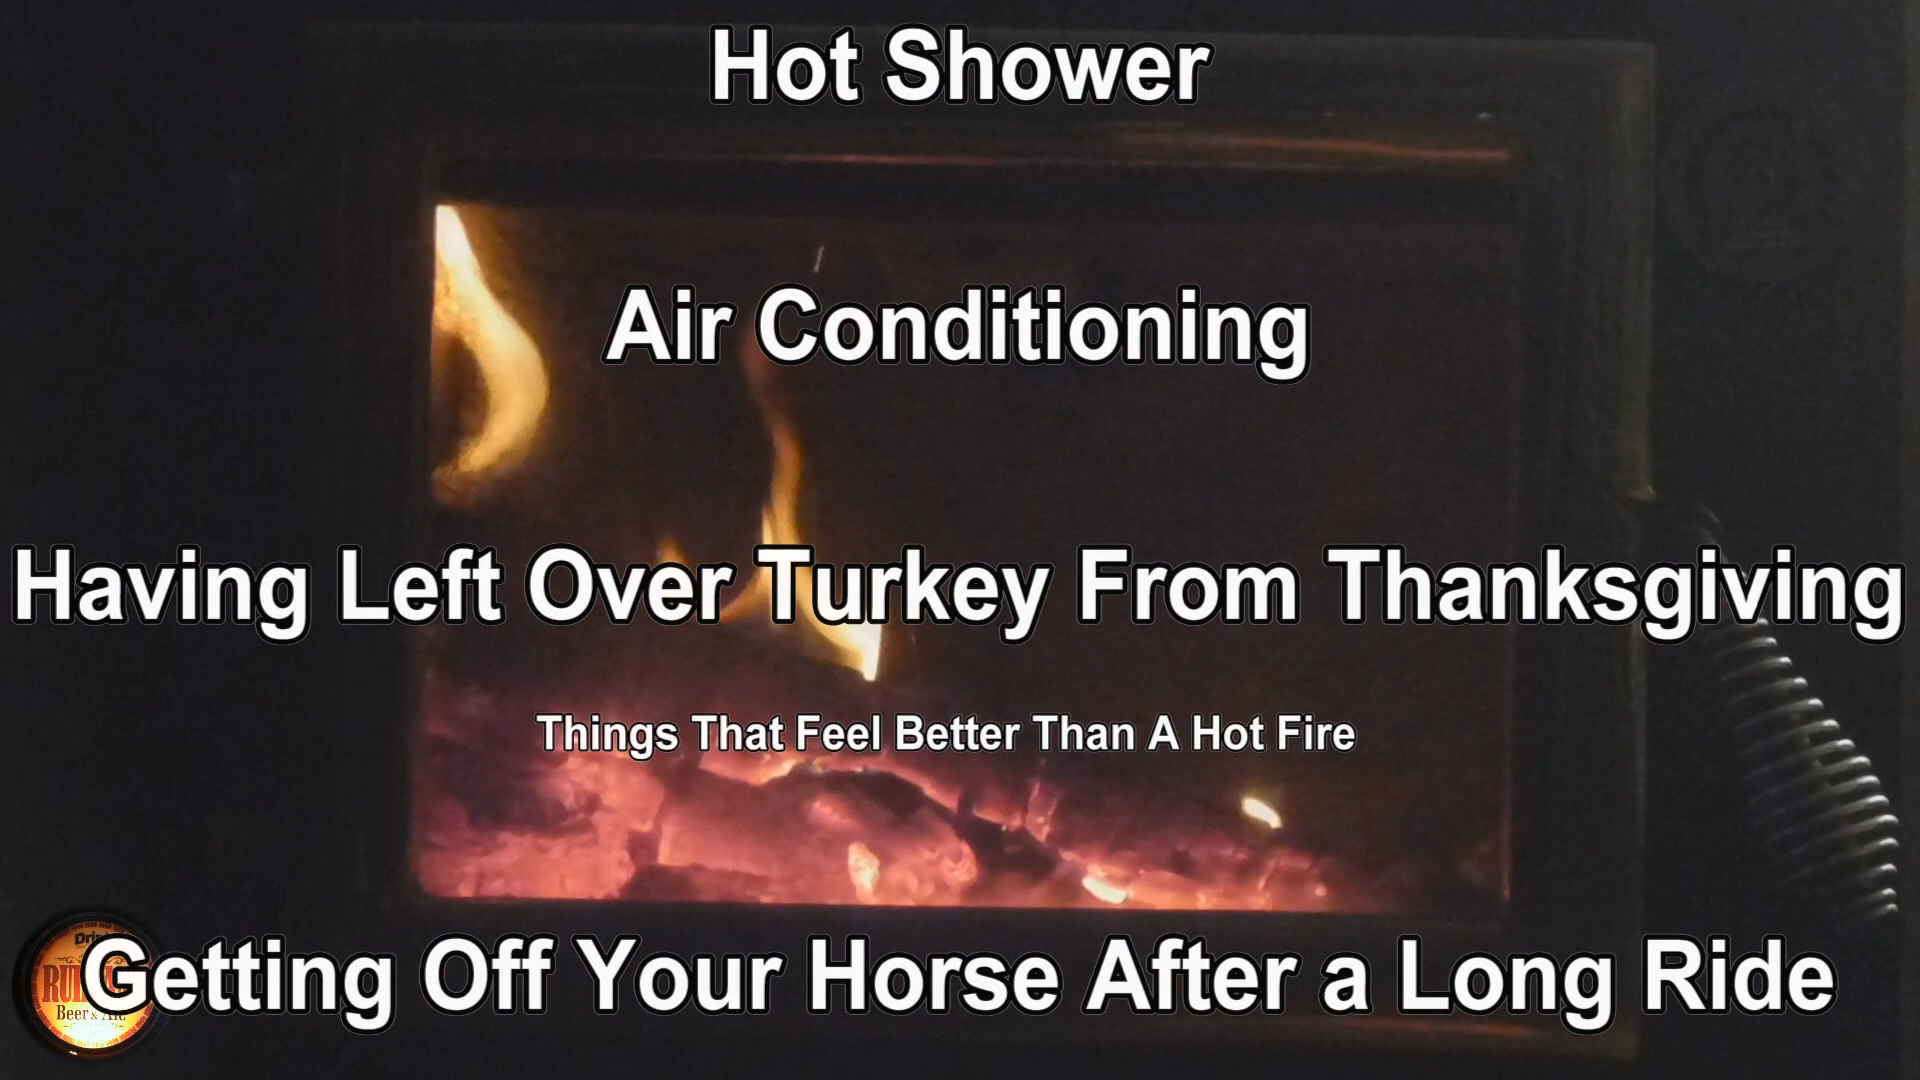 Hot Shower
Air Conditioning
Having Left Over Turkey From Thanksgiving
Things That Feel Better Than A Hot Fire
Getting Off Your Horse After a Long Ride
Beer &